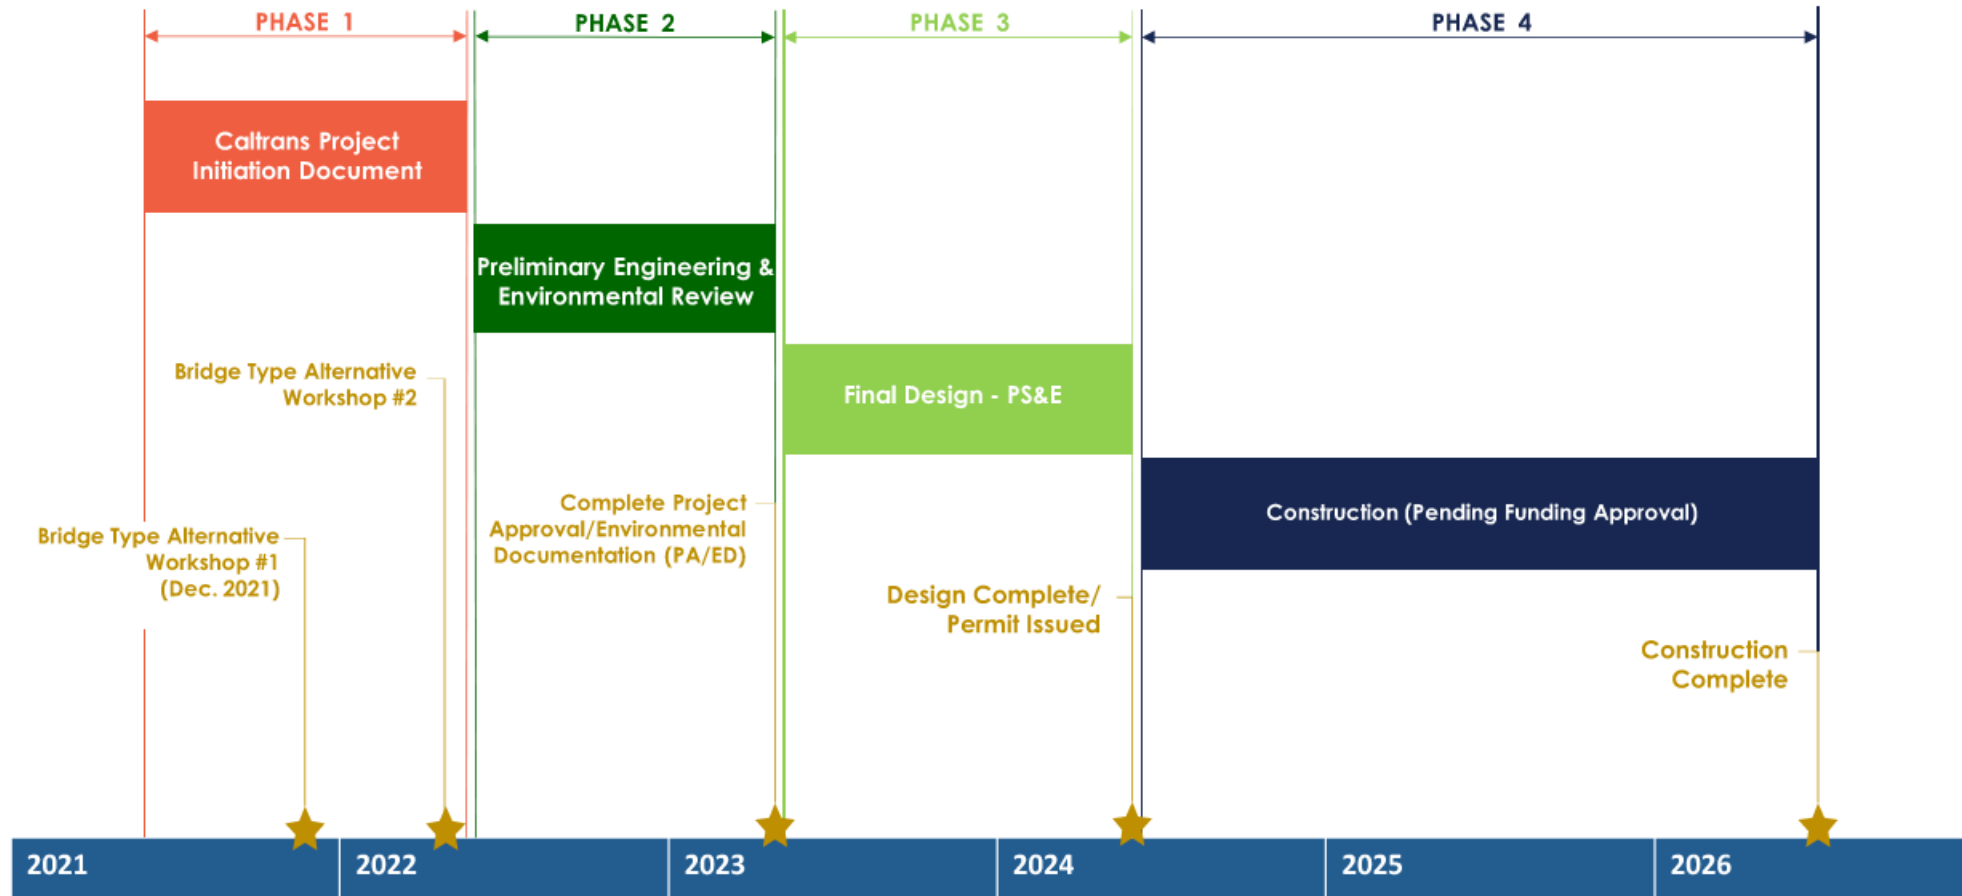 PHASE 1
PHASE 2
PHASE 3
PHASE 4
Caltrans Project
Initiation Document
Preliminary Engineering &
Environmental Review
Bridge Type Alternative
Workshop #2
Final Design - PS&E
Complete Project
Approval/Environmental
Documentation (PA/ED)
Construction (Pending Funding Approval)
Bridge Type Alternative
Workshop #1
(Dec. 2021)
Design Complete/
Permit Issued
Construction
Complete
2021
2022
2023
2024
2025
2026